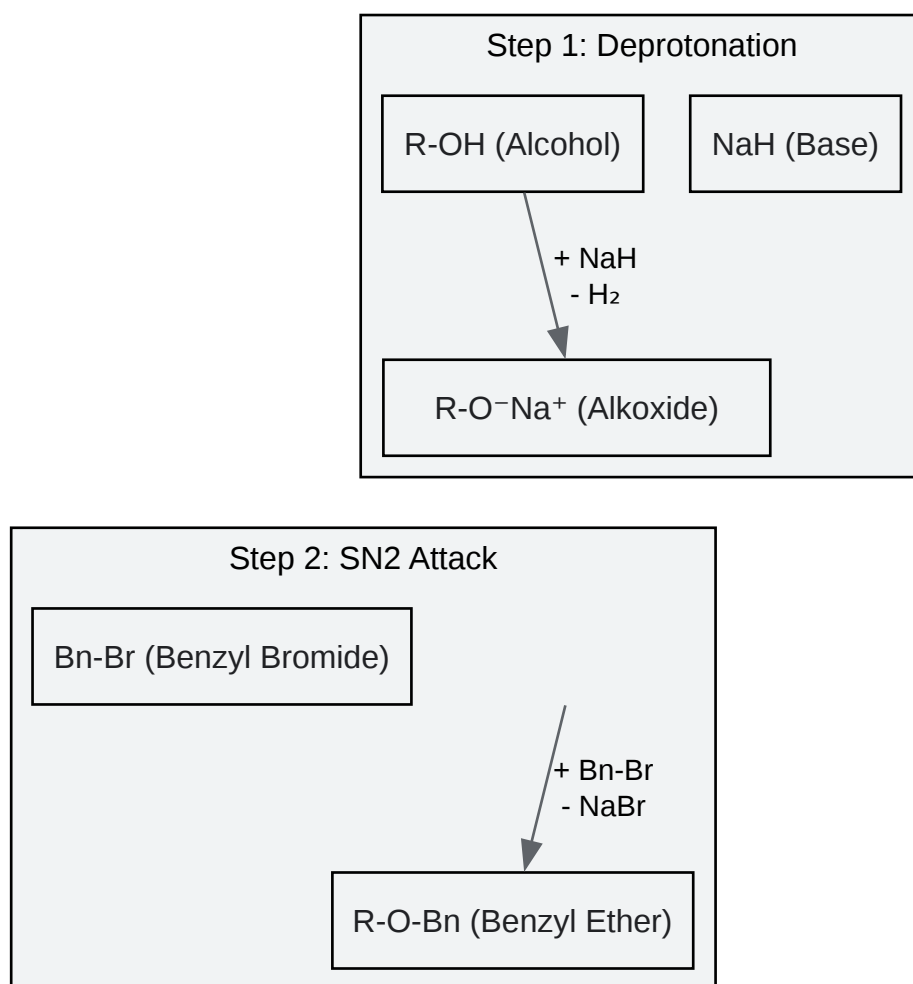 Step 1: Deprotonation
R-OH (Alcohol)
NaH (Base)
+ NaH
- H₂
R-O⁻Na⁺ (Alkoxide)
Step 2: SN2 Attack
Bn-Br (Benzyl Bromide)
+ Bn-Br
- NaBr
R-O-Bn (Benzyl Ether)